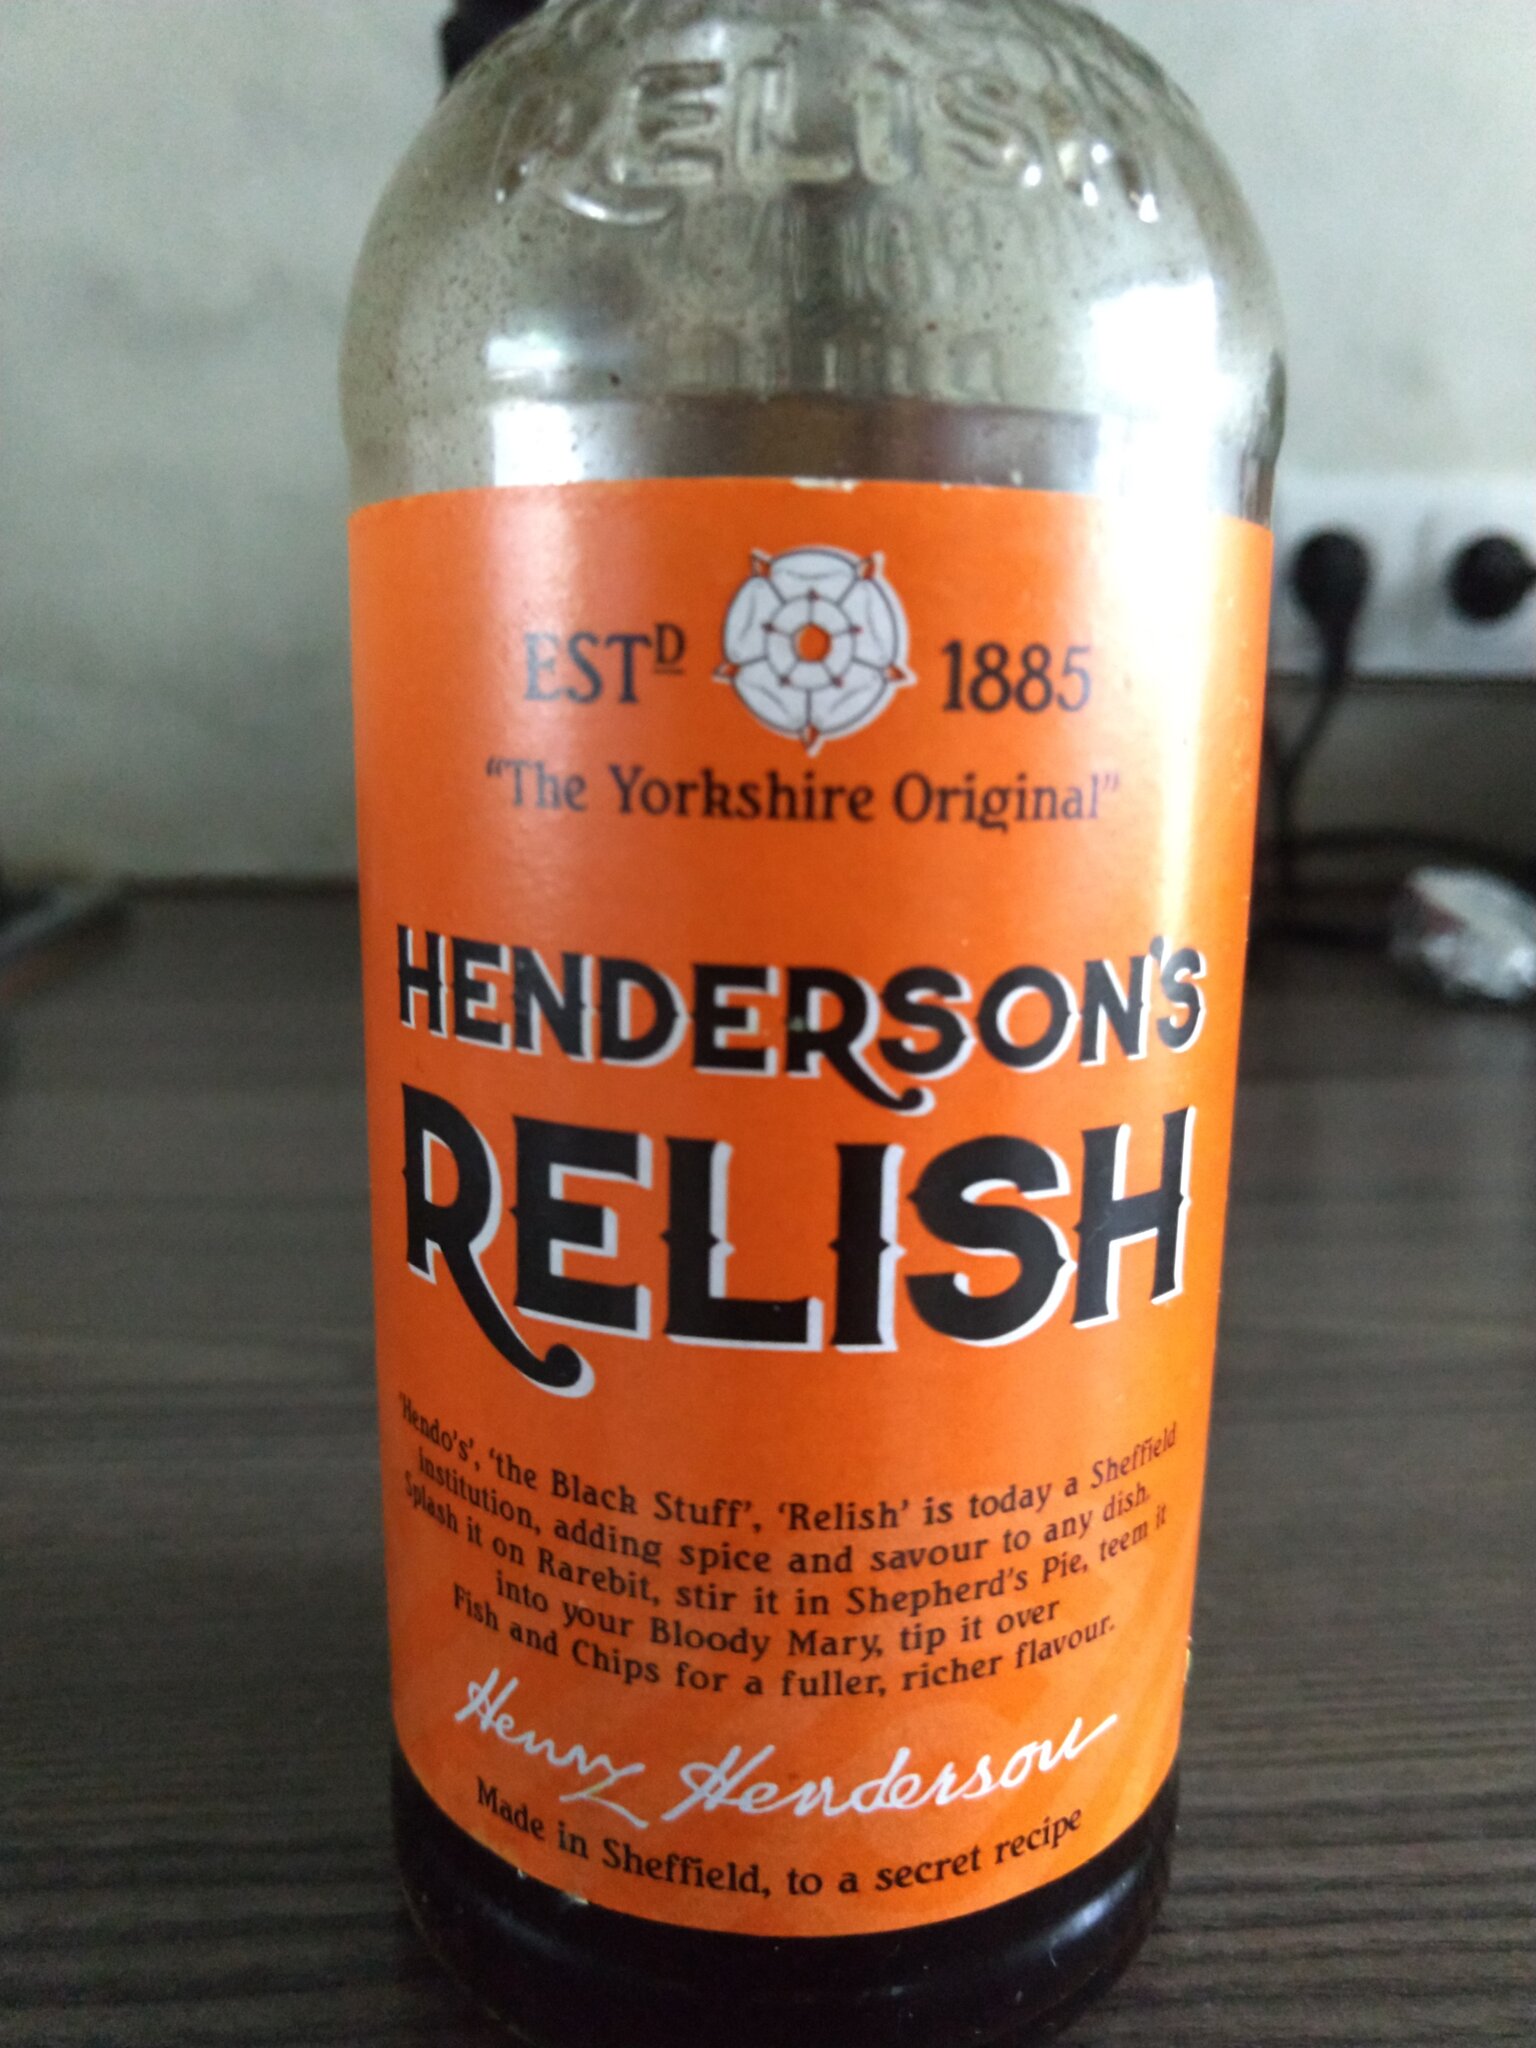 RELISH
ESTD 1885
"The Yorkshire Original"
HENDERSON'S
RELISH
'Hendo's', 'the Black Stuff', 'Relish' is today a Sheffield
institution, adding spice and savour to any dish.
Splash it on Rarebit, stir it in Shepherd's Pie, teem it
into your Bloody Mary, tip it over
Fish and Chips for a fuller, richer flavour.
Henry Henderson
Made in Sheffield, to a secret recipe